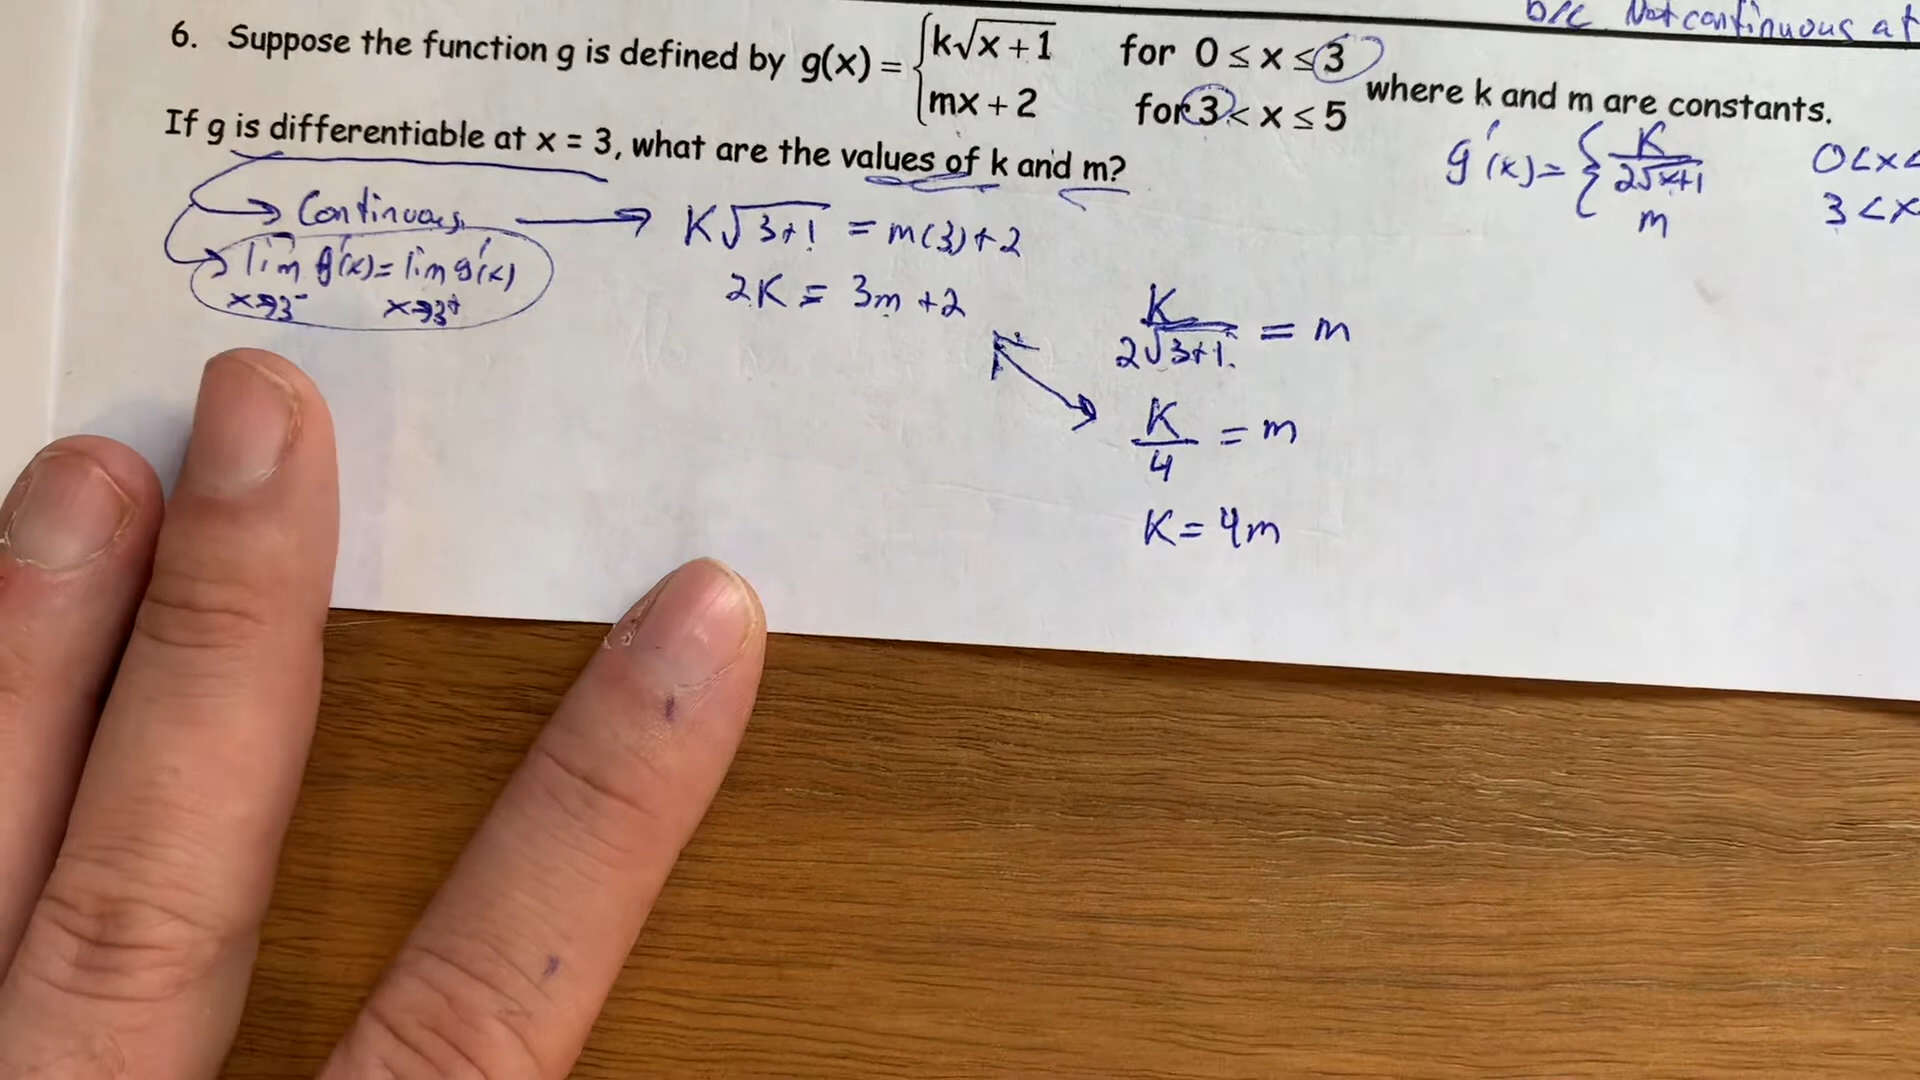 b/c Not continuous at
6. Suppose the function g is defined by g(x) = { k√x + 1 for 0 ≤ x ≤ 3
mx + 2 for 3 < x ≤ 5 where k and m are constants.
If g is differentiable at x = 3, what are the values of k and m?
g'(x) = { K/2√x+1 0<x<
m 3<x
Continuous
K√3+1 = m(3)+2
lim g'(x) = lim g'(x)
x→3⁻ x→3⁺
2K = 3m +2
K/2√3+1 = m
K/4 = m
K = 4m